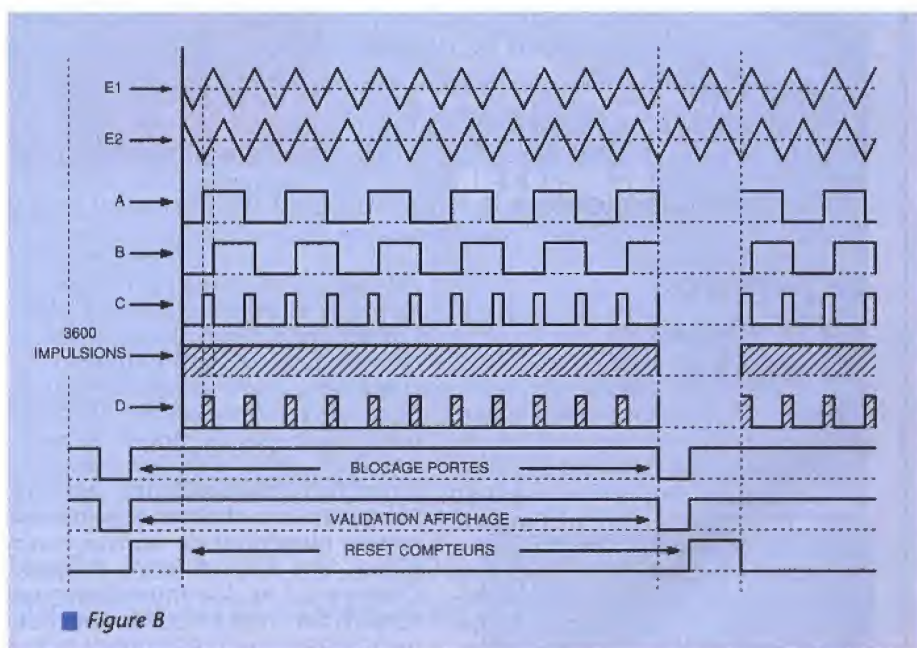 E1
E2
A
B
C
3600
IMPULSIONS
D
BLOCAGE PORTES
VALIDATION AFFICHAGE
RESET COMPTEURS
Figure B